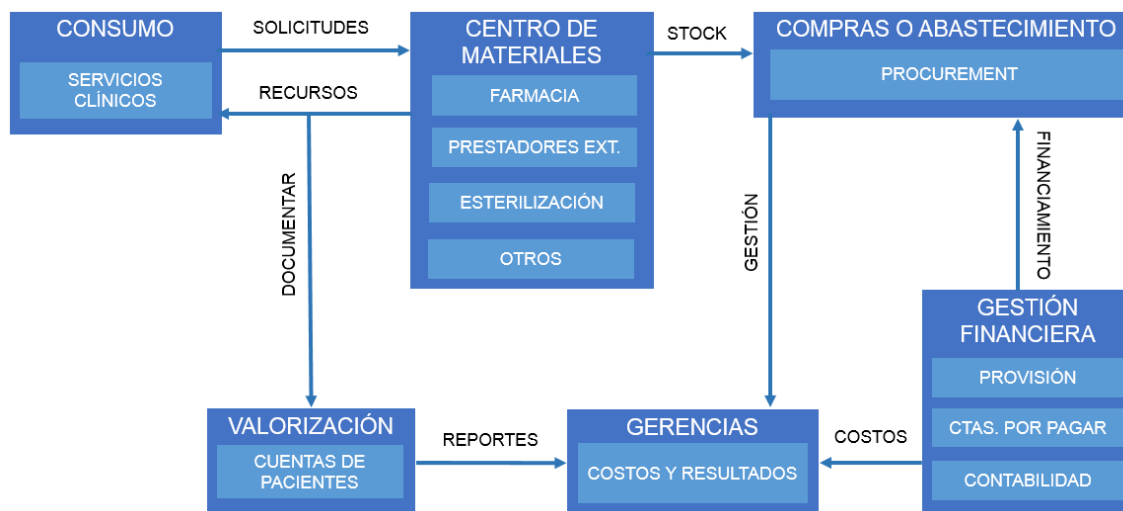 CONSUMO
SERVICIOS
CLÍNICOS
SOLICITUDES
RECURSOS
CENTRO DE
MATERIALES
FARMACIA
PRESTADORES EXT.
ESTERILIZACIÓN
OTROS
STOCK
COMPRAS O ABASTECIMIENTO
PROCUREMENT
DOCUMENTAR
GESTIÓN
FINANCIAMIENTO
GESTIÓN
FINANCIERA
PROVISIÓN
CTAS. POR PAGAR
CONTABILIDAD
VALORIZACIÓN
CUENTAS DE
PACIENTES
REPORTES
GERENCIAS
COSTOS Y RESULTADOS
COSTOS